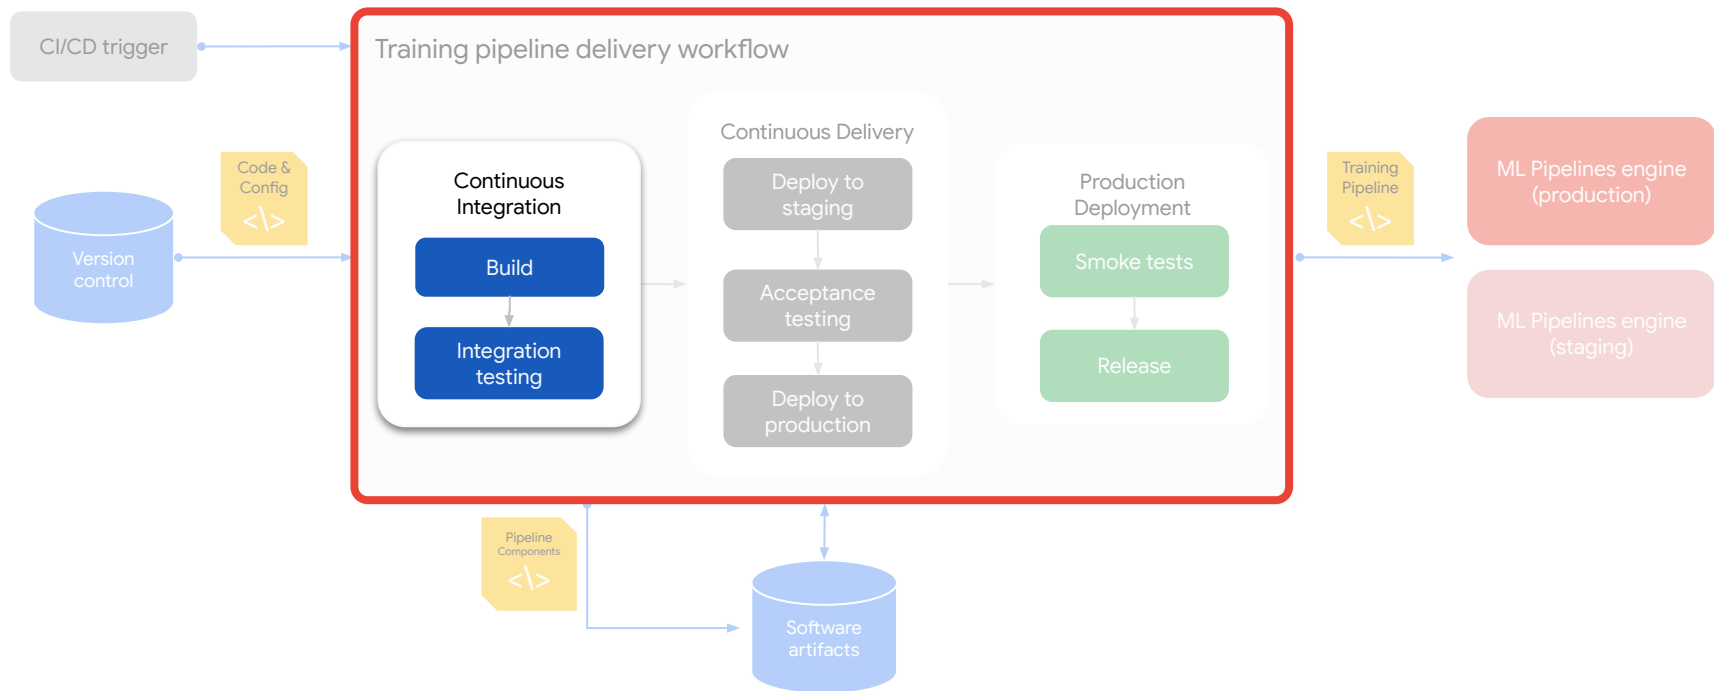 CI/CD trigger
Training pipeline delivery workflow
Code &
Config
</>
Version
control
Continuous
Integration
Build
Integration
testing
Continuous Delivery
Deploy to
staging
Acceptance
testing
Deploy to
production
Production
Deployment
Smoke tests
Release
Training
Pipeline
</>
ML Pipelines engine
(production)
ML Pipelines engine
(staging)
Pipeline
Components
</>
Software
artifacts